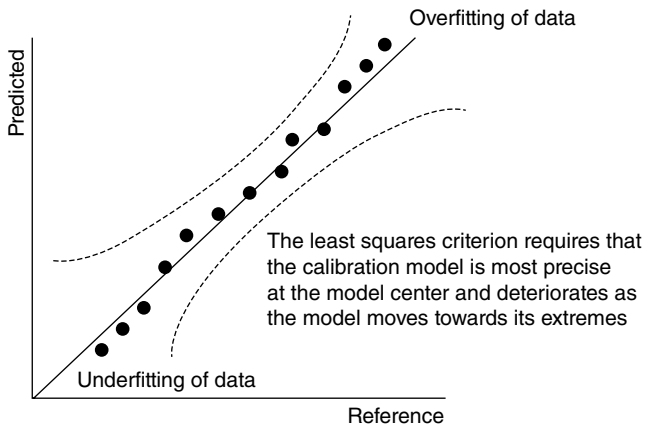 Overfitting of data
Predicted
The least squares criterion requires that
the calibration model is most precise
at the model center and deteriorates as
the model moves towards its extremes
Underfitting of data
Reference